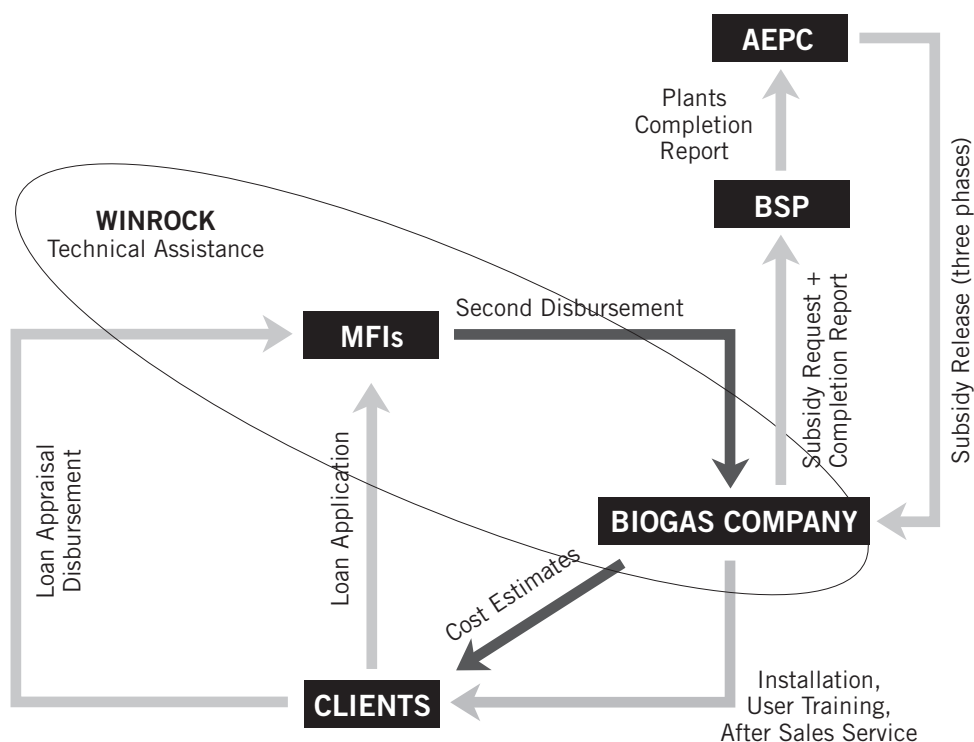 AEPC
Plants
Completion
Report
BSP
WINROCK
Technical Assistance
Subsidy Release (three phases)
Second Disbursement
MFIs
Subsidy Request +
Completion Report
Loan Appraisal
Disbursement
Loan Application
BIOGAS COMPANY
Cost Estimates
CLIENTS
Installation,
User Training,
After Sales Service